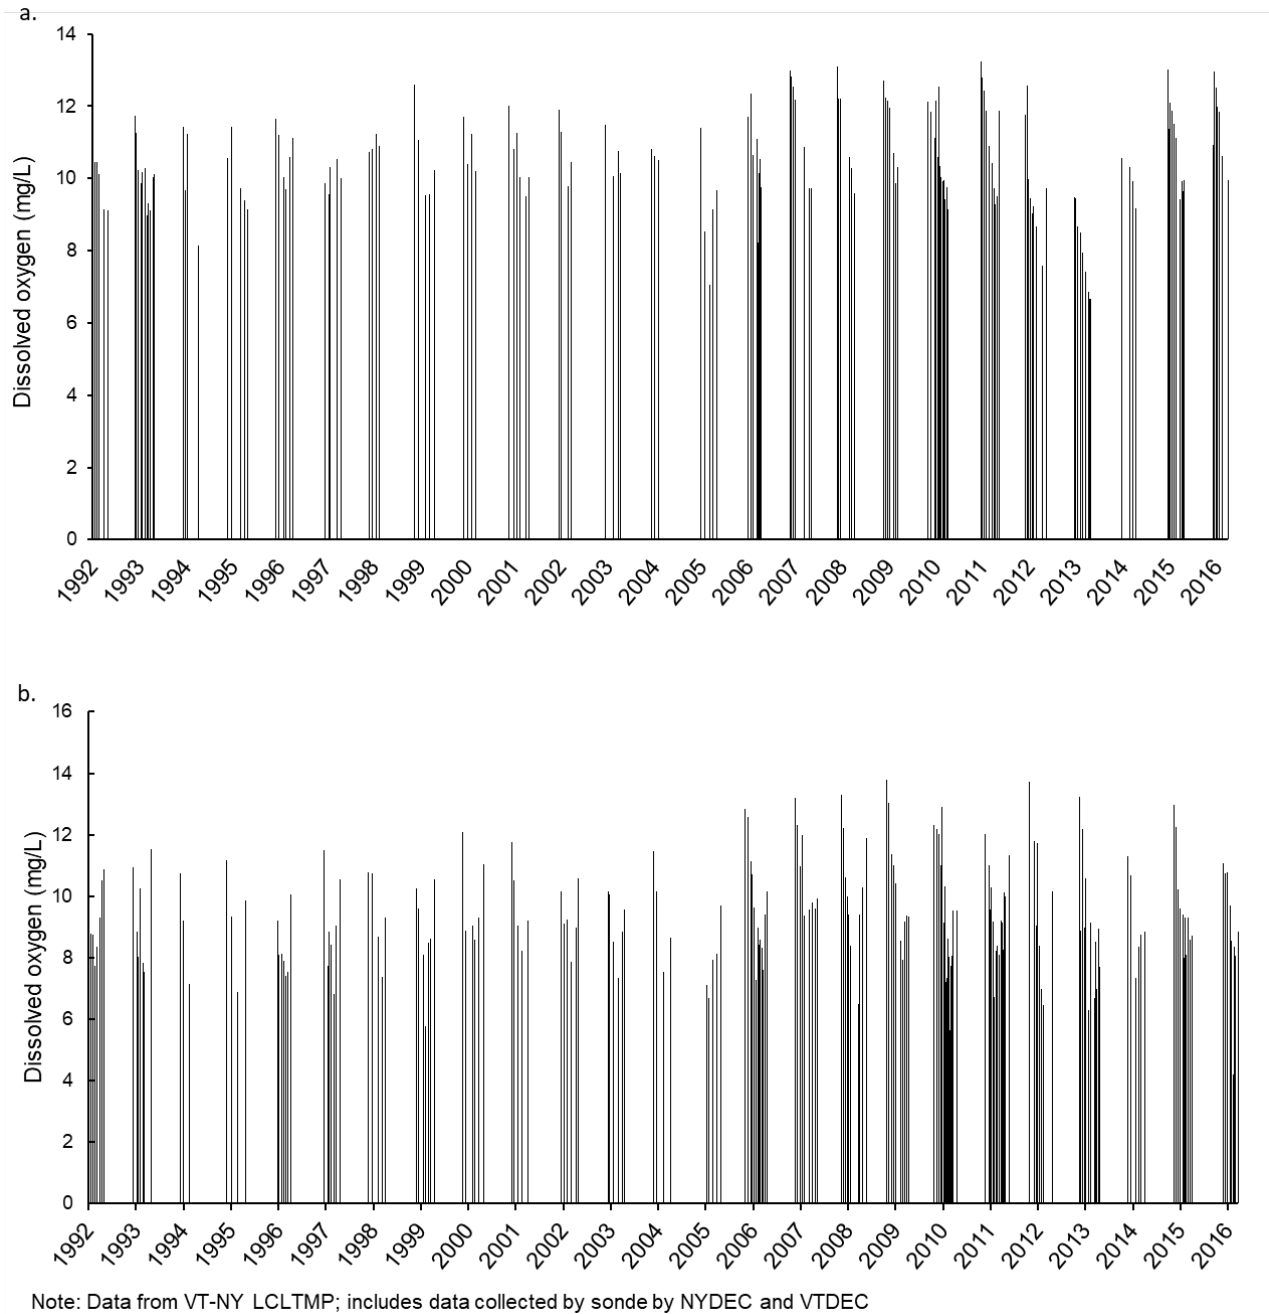 a.
14
12
10
8
6
4
2
0
Dissolved oxygen (mg/L)
1992 1993 1994 1995 1996 1997 1998 1999 2000 2001 2002 2003 2004 2005 2006 2007 2008 2009 2010 2011 2012 2013 2014 2015 2016
b.
16
14
12
10
8
6
4
2
0
Dissolved oxygen (mg/L)
1992 1993 1994 1995 1996 1997 1998 1999 2000 2001 2002 2003 2004 2005 2006 2007 2008 2009 2010 2011 2012 2013 2014 2015 2016
Note: Data from VT-NY LCLTMP; includes data collected by sonde by NYDEC and VTDEC